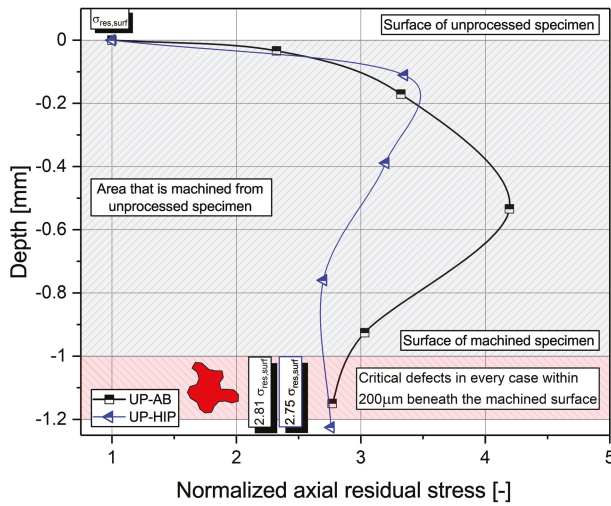 σres,surf
Surface of unprocessed specimen
0
-0.2
-0.4
-0.6
-0.8
-1
-1.2
Depth [mm]
Area that is machined from
unprocessed specimen
Surface of machined specimen
Critical defects in every case within
200μm beneath the machined surface
UP-AB
UP-HIP
2.81 σres,surf
2.75 σres,surf
1
2
3
4
5
Normalized axial residual stress [-]